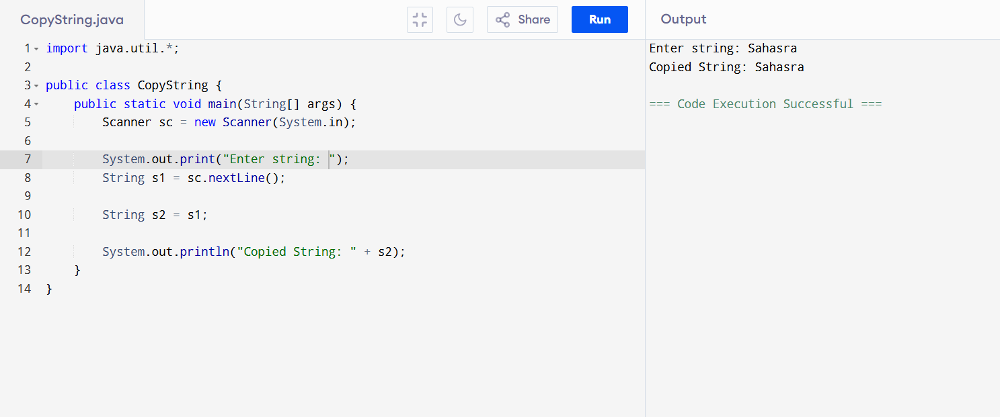 CopyString.java
Share
Run
Output
1 import java.util.*;
2
3 public class CopyString {
4     public static void main(String[] args) {
5         Scanner sc = new Scanner(System.in);
6
7         System.out.print("Enter string: ");
8         String s1 = sc.nextLine();
9
10         String s2 = s1;
11
12         System.out.println("Copied String: " + s2);
13     }
14 }
Enter string: Sahasra
Copied String: Sahasra
=== Code Execution Successful ===